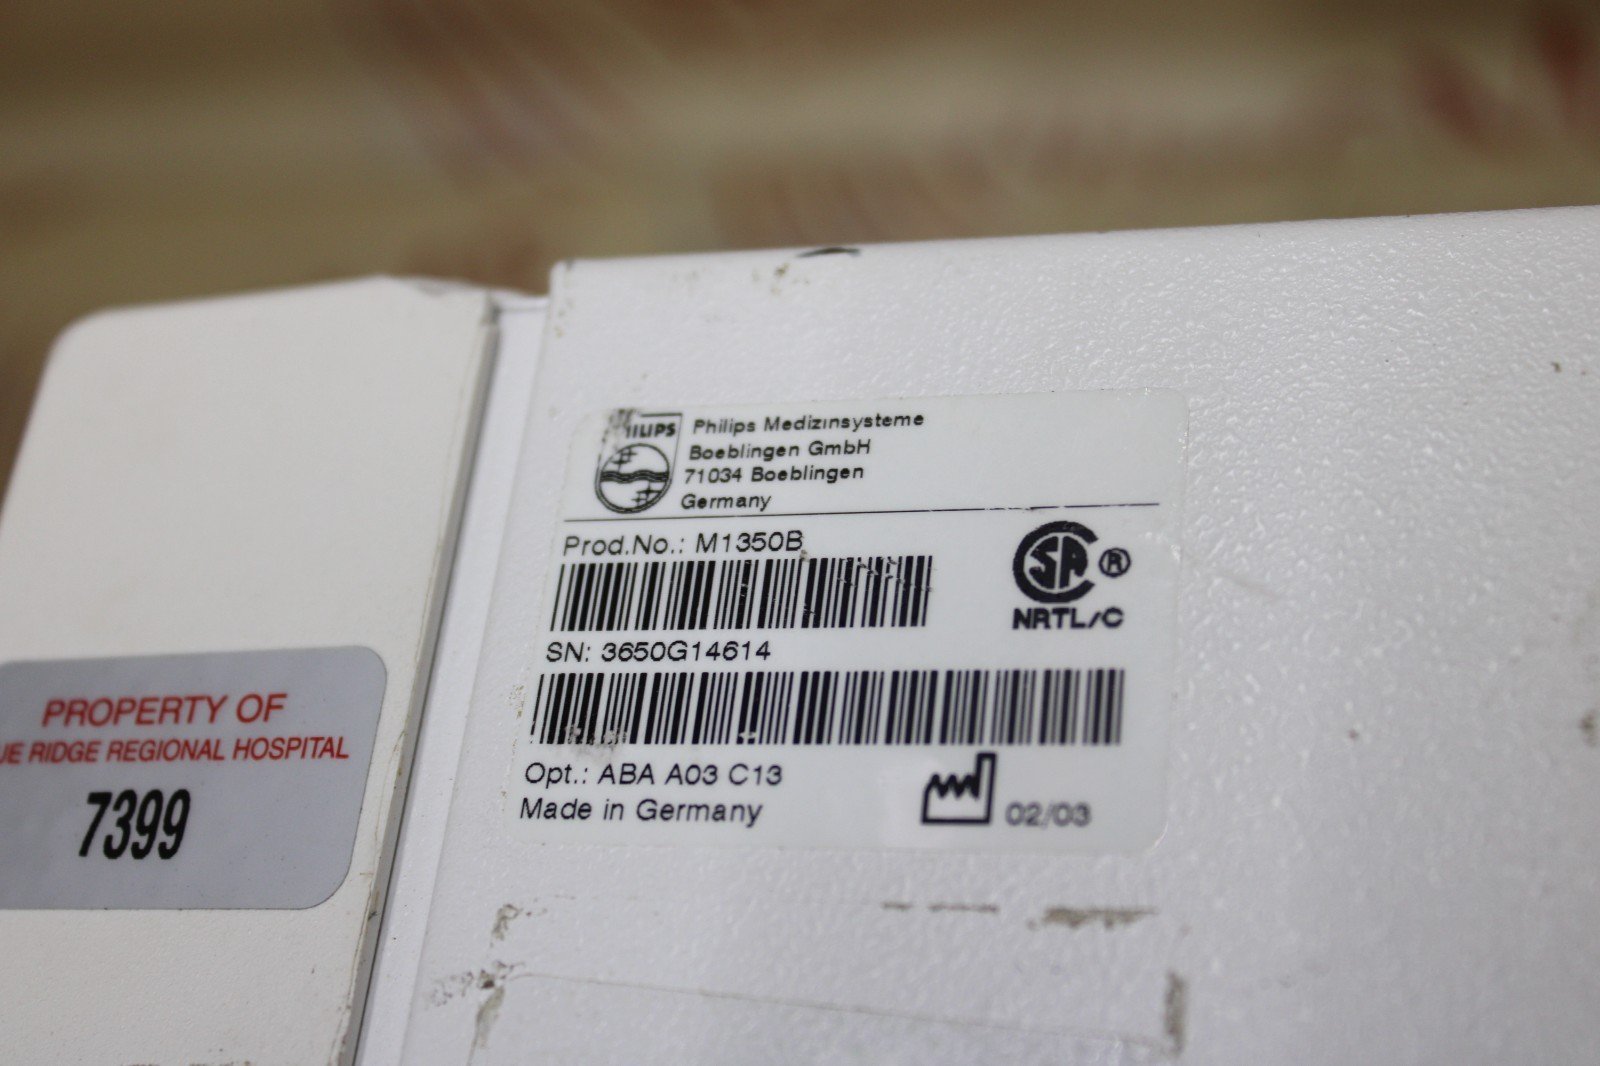 Philips Medizinsysteme
Boeblingen GmbH
71034 Boeblingen
Germany
Prod.No.: M1350B
CSA ®
NRTL/C
SN: 3650G14614
Opt.: ABA A03 C13
Made in Germany
02/03
PROPERTY OF
RIDGE REGIONAL HOSPITAL
7399